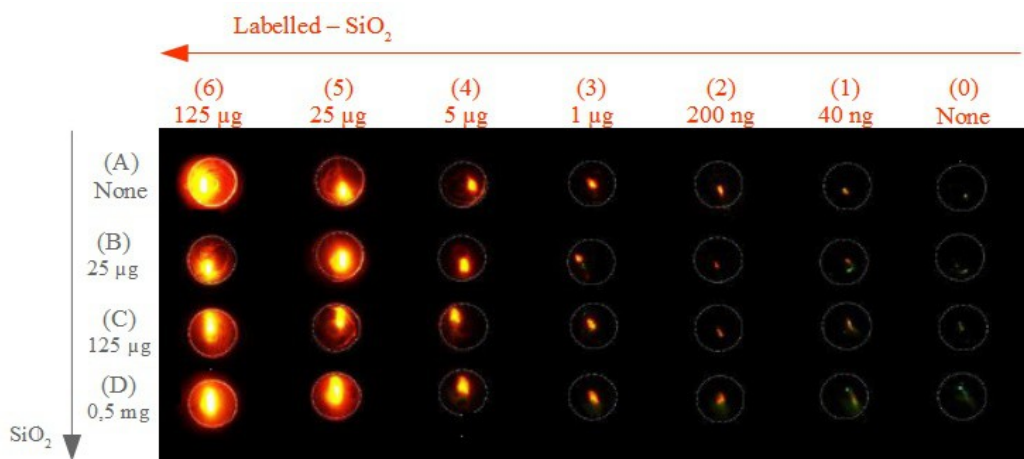 Labelled – SiO₂
(6) (5) (4) (3) (2) (1) (0)
125 µg 25 µg 5 µg 1 µg 200 ng 40 ng None
(A)
None
(B)
25 µg
(C)
125 µg
(D)
0,5 mg
SiO₂